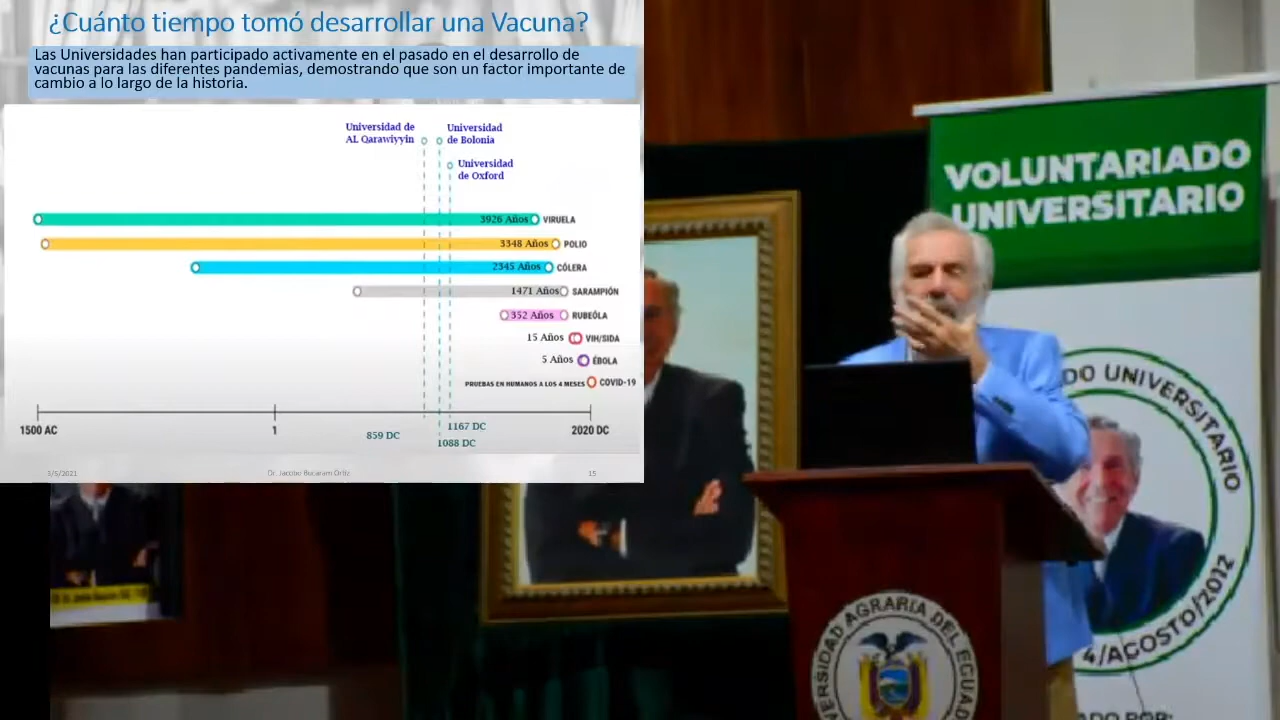 ¿Cuánto tiempo tomó desarrollar una Vacuna?
Las Universidades han participado activamente en el pasado en el desarrollo de
vacunas para las diferentes pandemias, demostrando que son un factor importante de
cambio a lo largo de la historia.
Universidad de
AL Qarawiyyin
Universidad
de Bolonia
Universidad
de Oxford
3926 Años VIRUELA
3348 Años POLIO
2345 Años CÓLERA
1471 Años SARAMPIÓN
352 Años RUBEÓLA
15 Años VIH/SIDA
5 Años ÉBOLA
PRUEBAS EN HUMANOS A LOS 4 MESES COVID-19
1500 AC
1
2020 DC
859 DC
1167 DC
1088 DC
3/5/2021
Dr. Jacobo Bucaram Ortiz
15
VOLUNTARIADO
UNIVERSITARIO
DO UNIVERSITARIO
4/AGOSTO/2012
ADO POR:
VERSIDAD AGRARIA DEL ECUAD